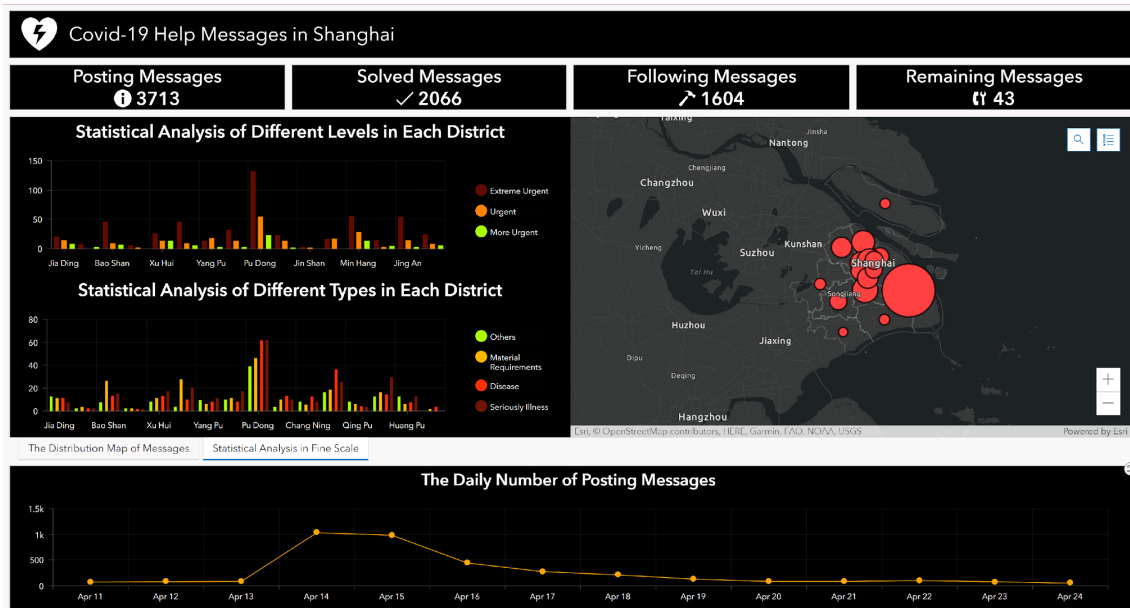 Covid-19 Help Messages in Shanghai
Posting Messages
3713
Solved Messages
2066
Following Messages
1604
Remaining Messages
43
Statistical Analysis of Different Levels in Each District
150
100
50
0
Jia Ding
Bao Shan
Xu Hui
Yang Pu
Pu Dong
Jin Shan
Min Hang
Jing An
Extreme Urgent
Urgent
More Urgent
Statistical Analysis of Different Types in Each District
80
60
40
20
0
Jia Ding
Bao Shan
Xu Hui
Yang Pu
Pu Dong
Chang Ning
Qing Pu
Huang Pu
Others
Material
Requirements
Disease
Seriously Illness
Taixing
Jinsha
Nantong
Chengjiang
Changzhou
Wuxi
Yicheng
Suzhou
Kunshan
Shanghai
Tai Hu
Songjiang
Huzhou
Jiaxing
Dipu
Deqing
Hangzhou
Esri, © OpenStreetMap contributors, HERE, Garmin, FAO, NOAA, USGS
Powered by Esri
The Distribution Map of Messages
Statistical Analysis in Fine Scale
The Daily Number of Posting Messages
1.5k
1k
500
0
Apr 11
Apr 12
Apr 13
Apr 14
Apr 15
Apr 16
Apr 17
Apr 18
Apr 19
Apr 20
Apr 21
Apr 22
Apr 23
Apr 24